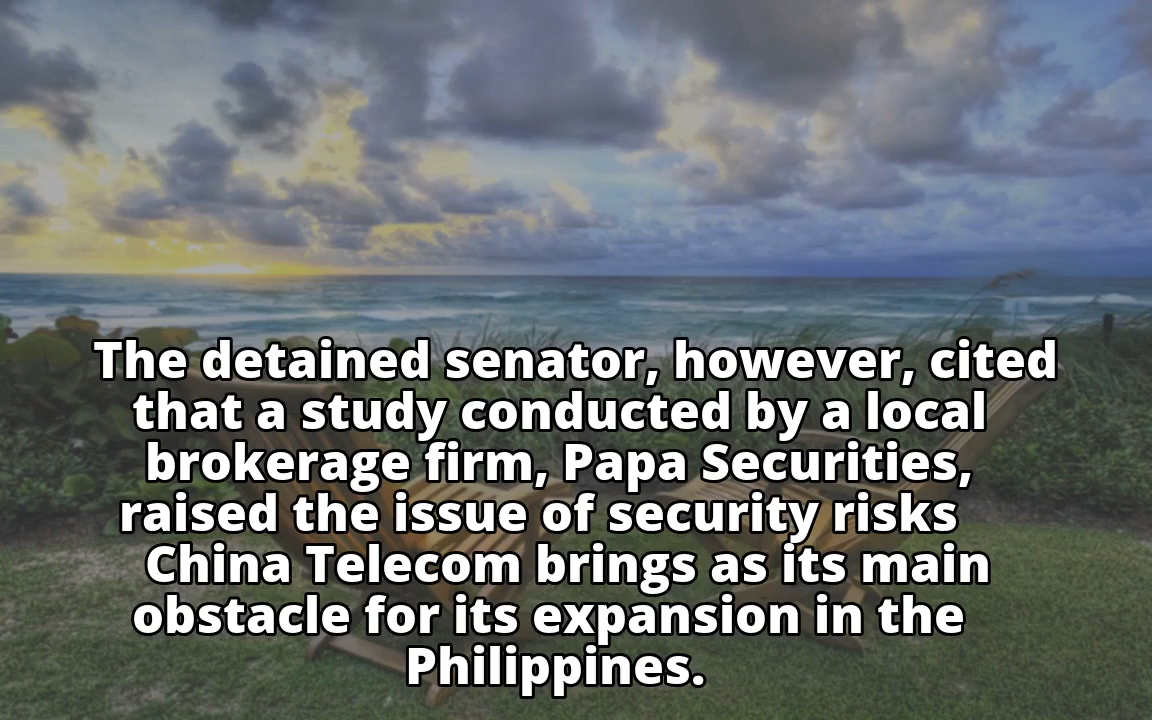 The detained senator, however, cited
that a study conducted by a local
brokerage firm, Papa Securities,
raised the issue of security risks
China Telecom brings as its main
obstacle for its expansion in the
Philippines.